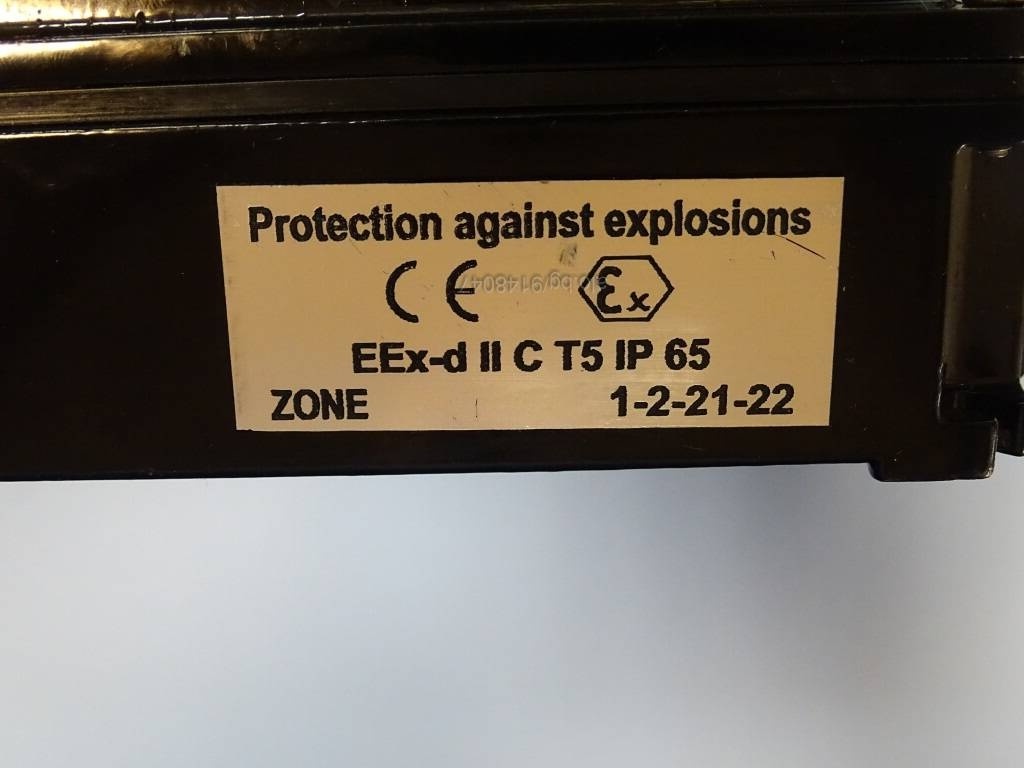 Protection against explosions
CE Ex
EEx-d II C T5 IP 65
ZONE 1-2-21-22